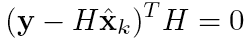 (𝐲 − Hx̂ₖ)ᵀH = 0